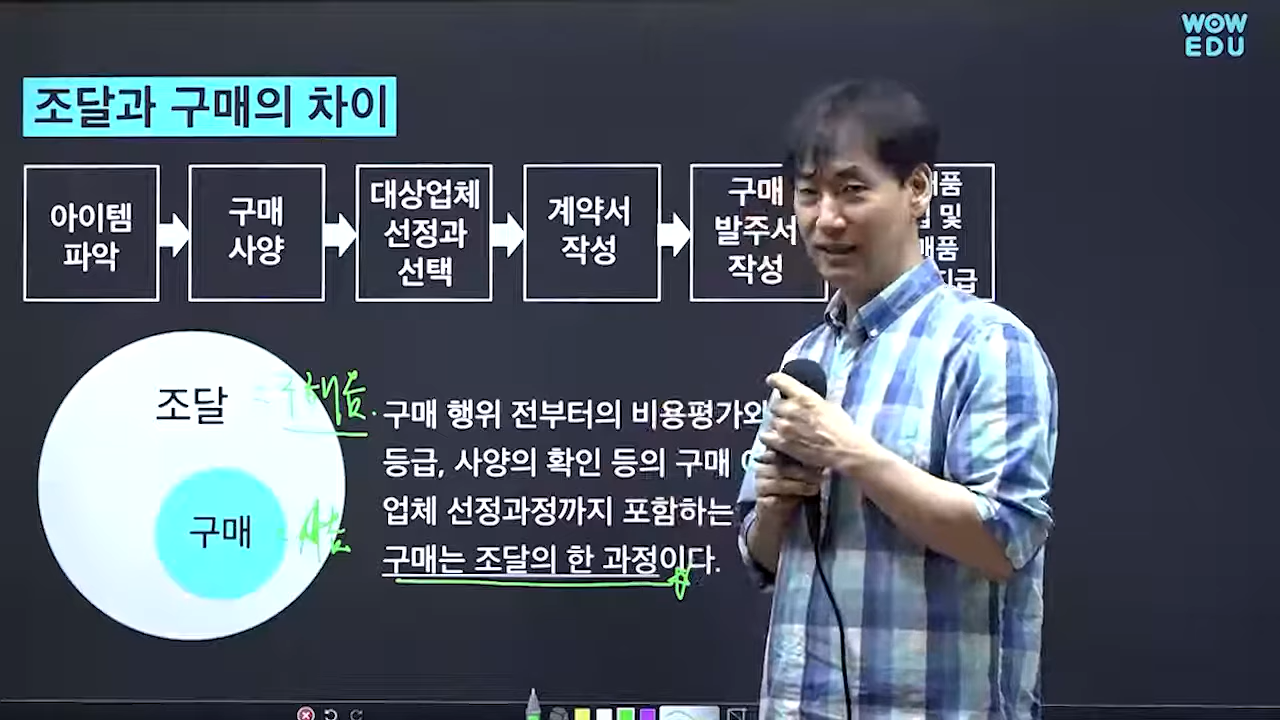 WOW
EDU
조달과 구매의 차이
아이템
파악
구매
사양
대상업체
선정과
선택
계약서
작성
구매
발주서
작성
및
조달
구해옴.
구매
구매 행위 전부터의 비용평가와
등급, 사양의 확인 등의 구매
업체 선정과정까지 포함하는
구매는 조달의 한 과정이다.